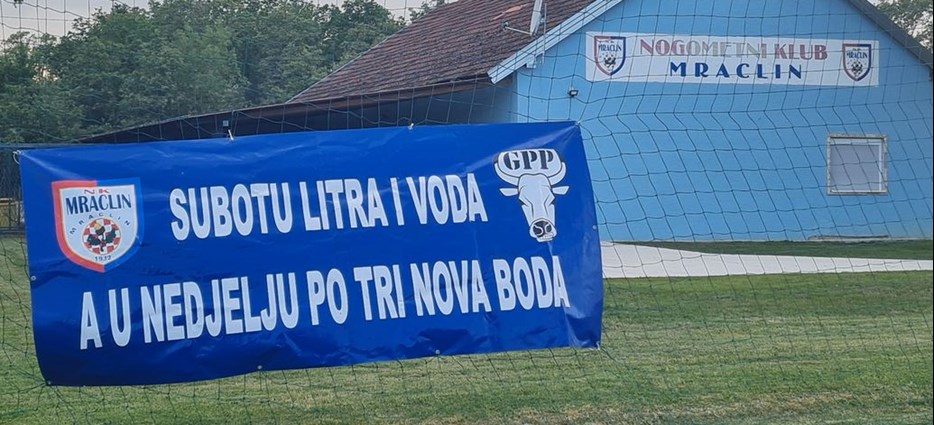 NOGOMETNI KLUB
MRACLIN
NK
MRACLIN
MRACLIN
1977
SUBOTU LITRA I VODA
GPP
A U NEDJELJU PO TRI NOVA BODA